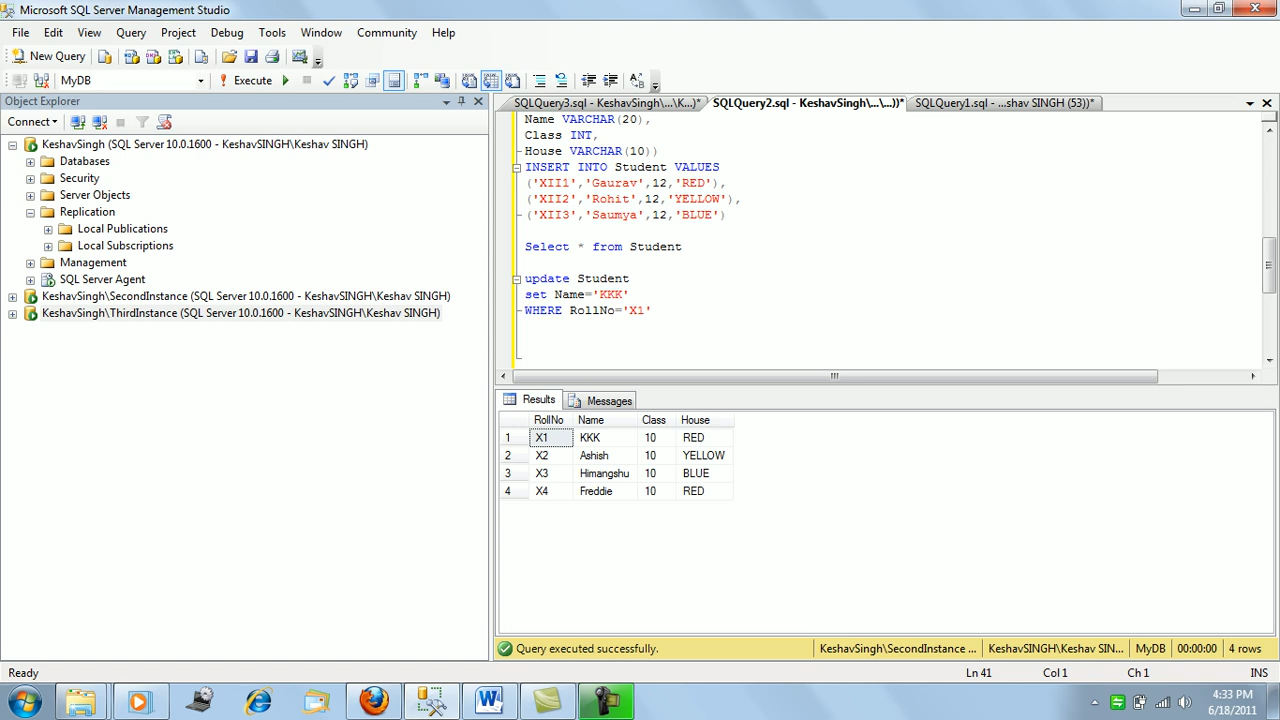 Microsoft SQL Server Management Studio
File Edit View Query Project Debug Tools Window Community Help
New Query
MyDB Execute
Object Explorer
SQLQuery3.sql - KeshavSingh\...\K...)* SQLQuery2.sql - KeshavSingh\...\...))* SQLQuery1.sql - ...shav SINGH (53))*
Connect
KeshavSingh (SQL Server 10.0.1600 - KeshavSINGH\Keshav SINGH)
Databases
Security
Server Objects
Replication
Local Publications
Local Subscriptions
Management
SQL Server Agent
KeshavSingh\SecondInstance (SQL Server 10.0.1600 - KeshavSINGH\Keshav SINGH)
KeshavSingh\ThirdInstance (SQL Server 10.0.1600 - KeshavSINGH\Keshav SINGH)
Name VARCHAR(20),
Class INT,
House VARCHAR(10))
INSERT INTO Student VALUES
('XII1','Gaurav',12,'RED'),
('XII2','Rohit',12,'YELLOW'),
('XII3','Saumya',12,'BLUE')
Select * from Student
update Student
set Name='KKK'
WHERE RollNo='X1'
Results Messages
RollNo Name Class House
1 X1 KKK 10 RED
2 X2 Ashish 10 YELLOW
3 X3 Himangshu 10 BLUE
4 X4 Freddie 10 RED
Query executed successfully. KeshavSingh\SecondInstance ... KeshavSINGH\Keshav SIN... MyDB 00:00:00 4 rows
Ready Ln 41 Col 1 Ch 1 INS
4:33 PM
6/18/2011